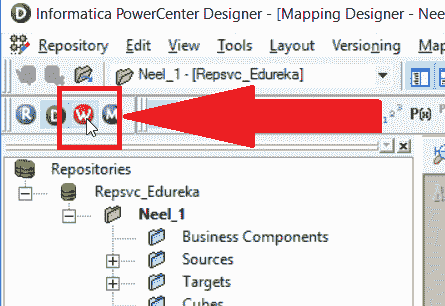 D Informatica PowerCenter Designer - [Mapping Designer - Nee
Repository Edit View Tools Layout Versioning Ma
Neel_1 - [Repsvc_Edureka]
R D W M P(x)
Repositories
Repsvc_Edureka
Neel_1
Business Components
Sources
Targets
Cubes